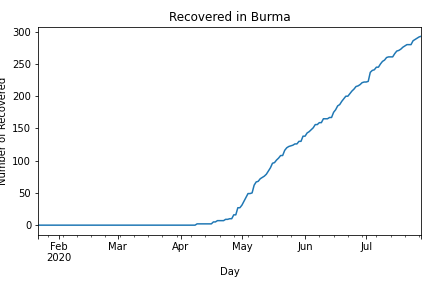 Recovered in Burma
300
250
200
150
100
50
0
Number of Recovered
Feb
2020
Mar
Apr
May
Jun
Jul
Day